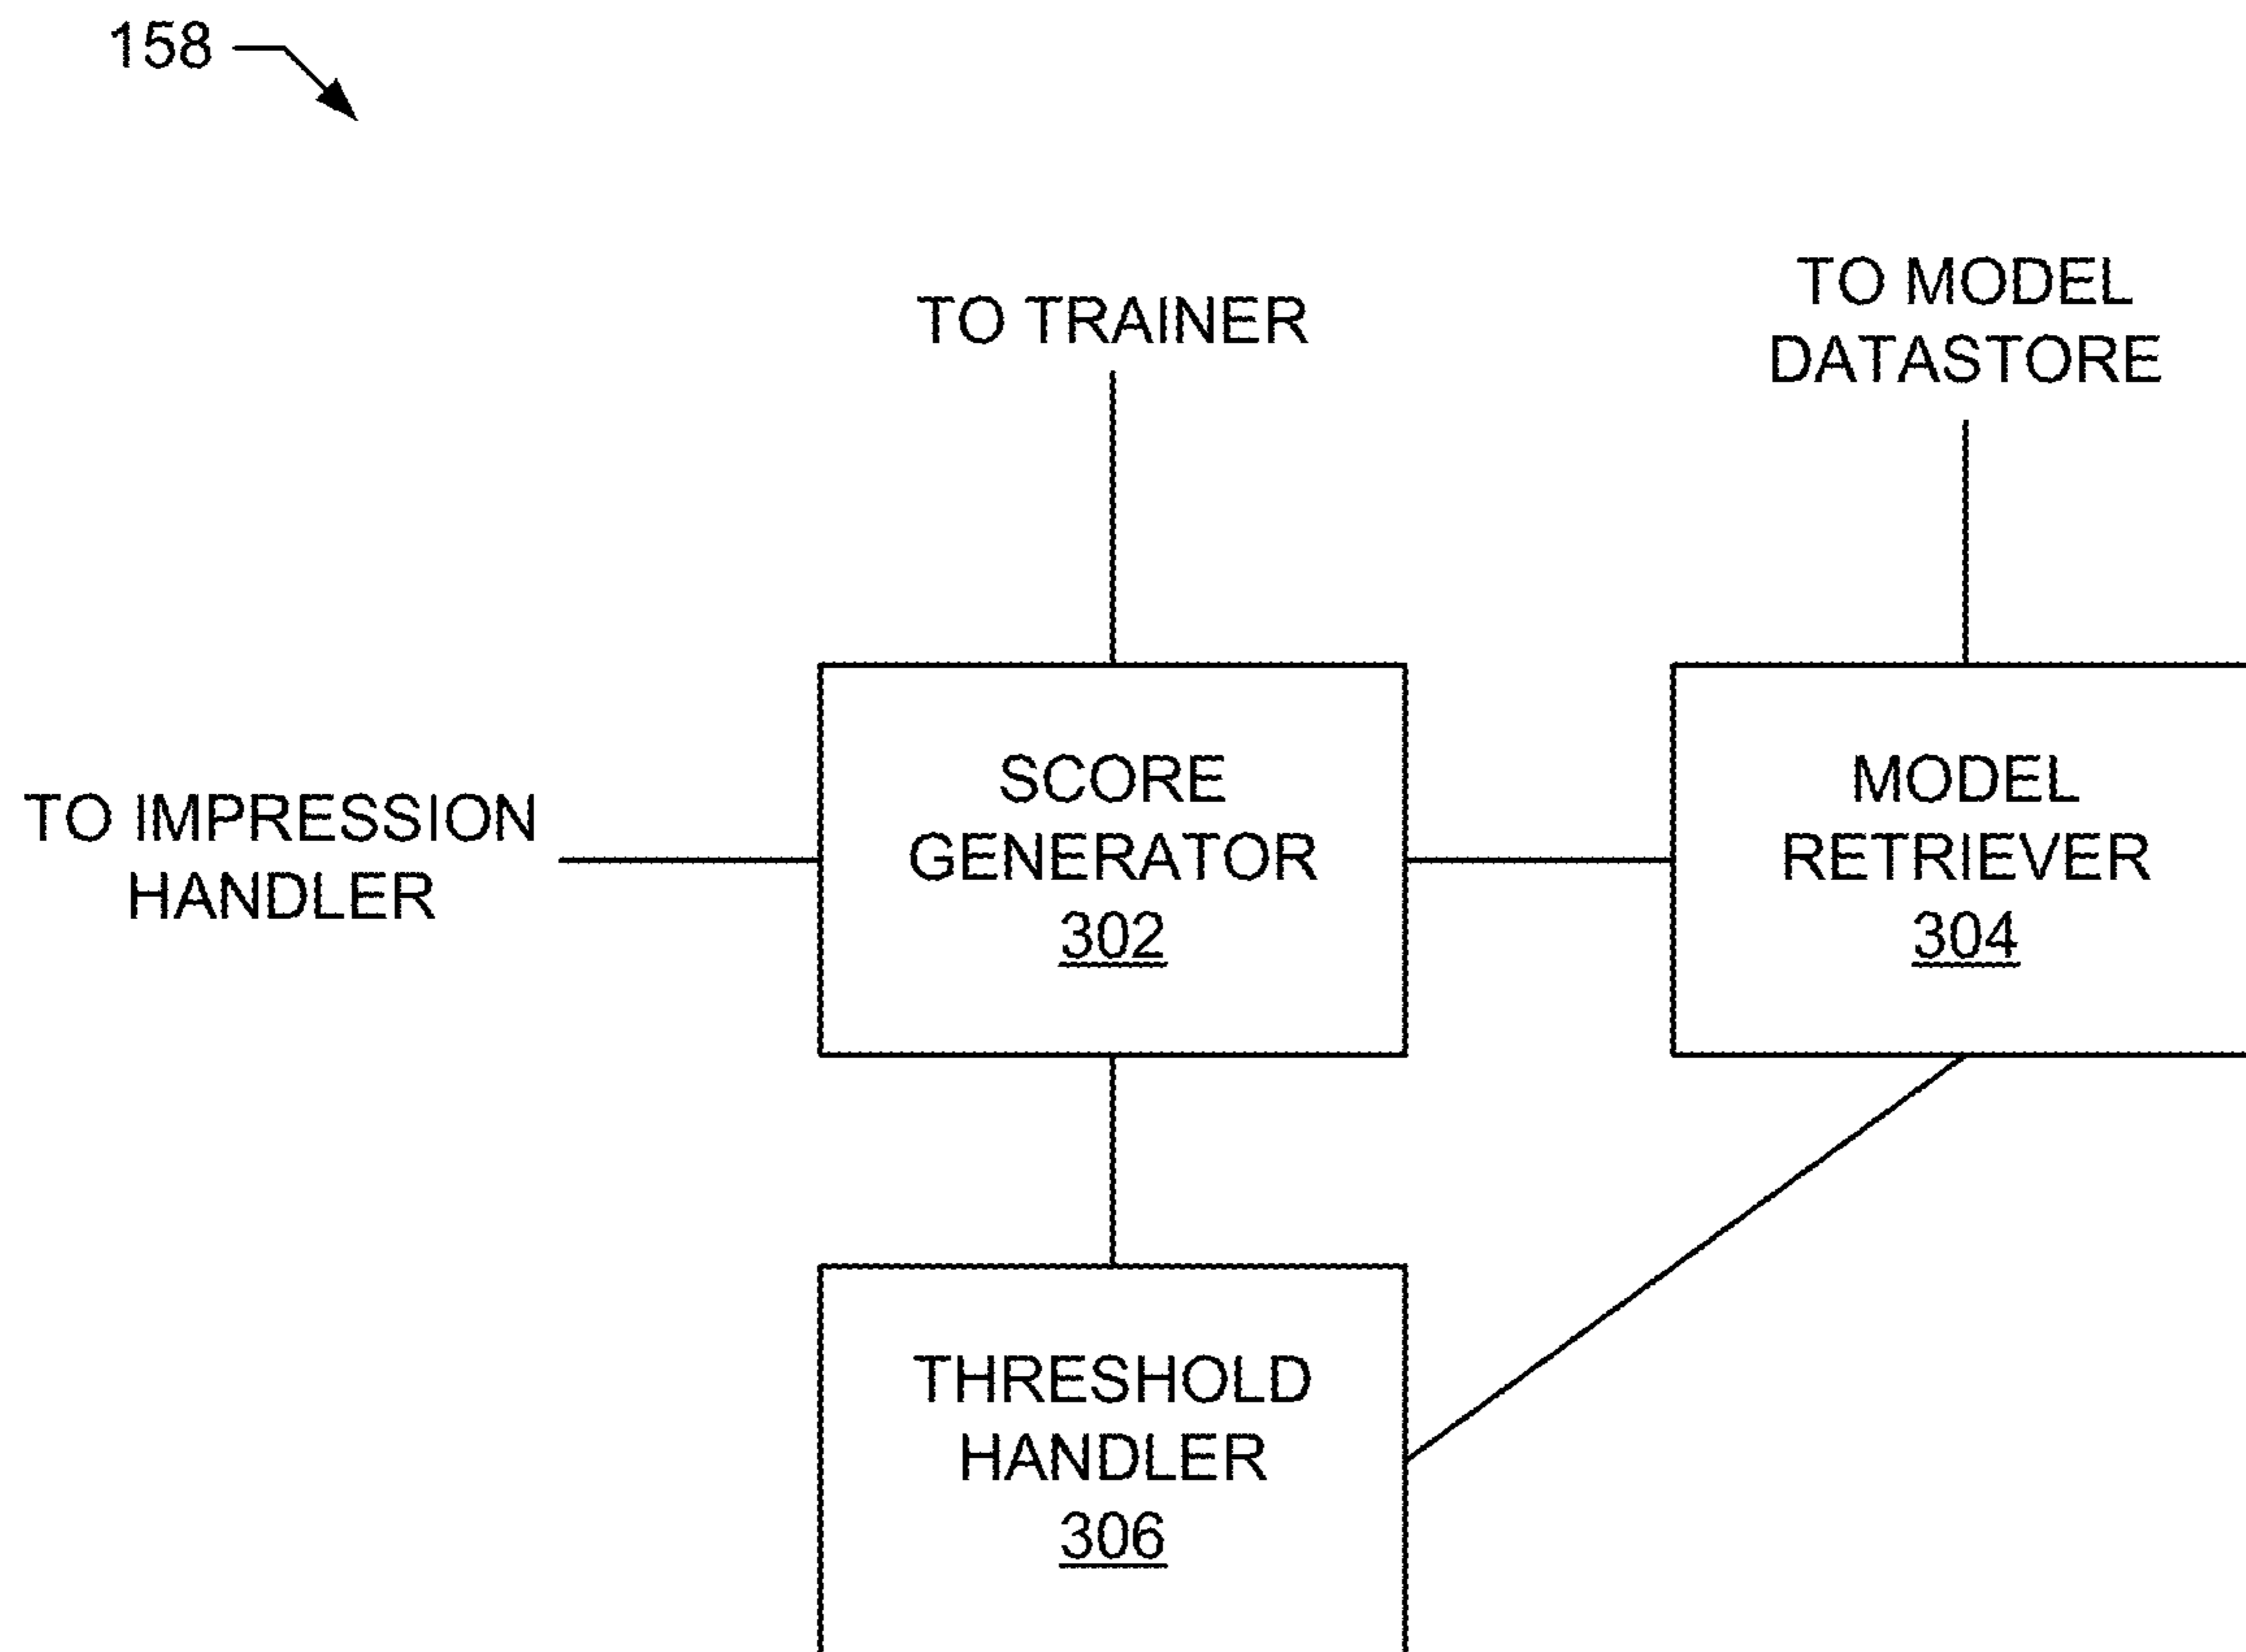 158
TO TRAINER
TO MODEL
DATASTORE
TO IMPRESSION
HANDLER
SCORE
GENERATOR
302
MODEL
RETRIEVER
304
THRESHOLD
HANDLER
306